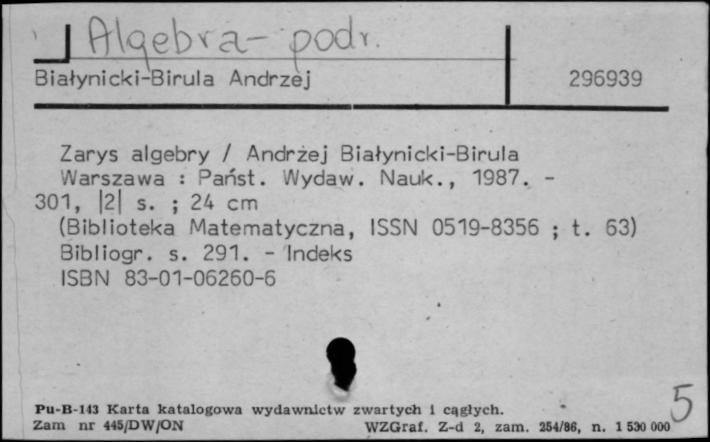 Algebra - podr.
Białynicki-Birula Andrzej 296939
Zarys algebry / Andrzej Białynicki-Birula
Warszawa : Państ. Wydaw. Nauk., 1987. -
301, |2| s. ; 24 cm
(Biblioteka Matematyczna, ISSN 0519-8356 ; t. 63)
Bibliogr. s. 291. - Indeks
ISBN 83-01-06260-6
5
Pu-B-143 Karta katalogowa wydawnictw zwartych i ciągłych.
Zam nr 445/DW/ON WZGraf. Z-d 2, zam. 254/86, n. 1 530 000